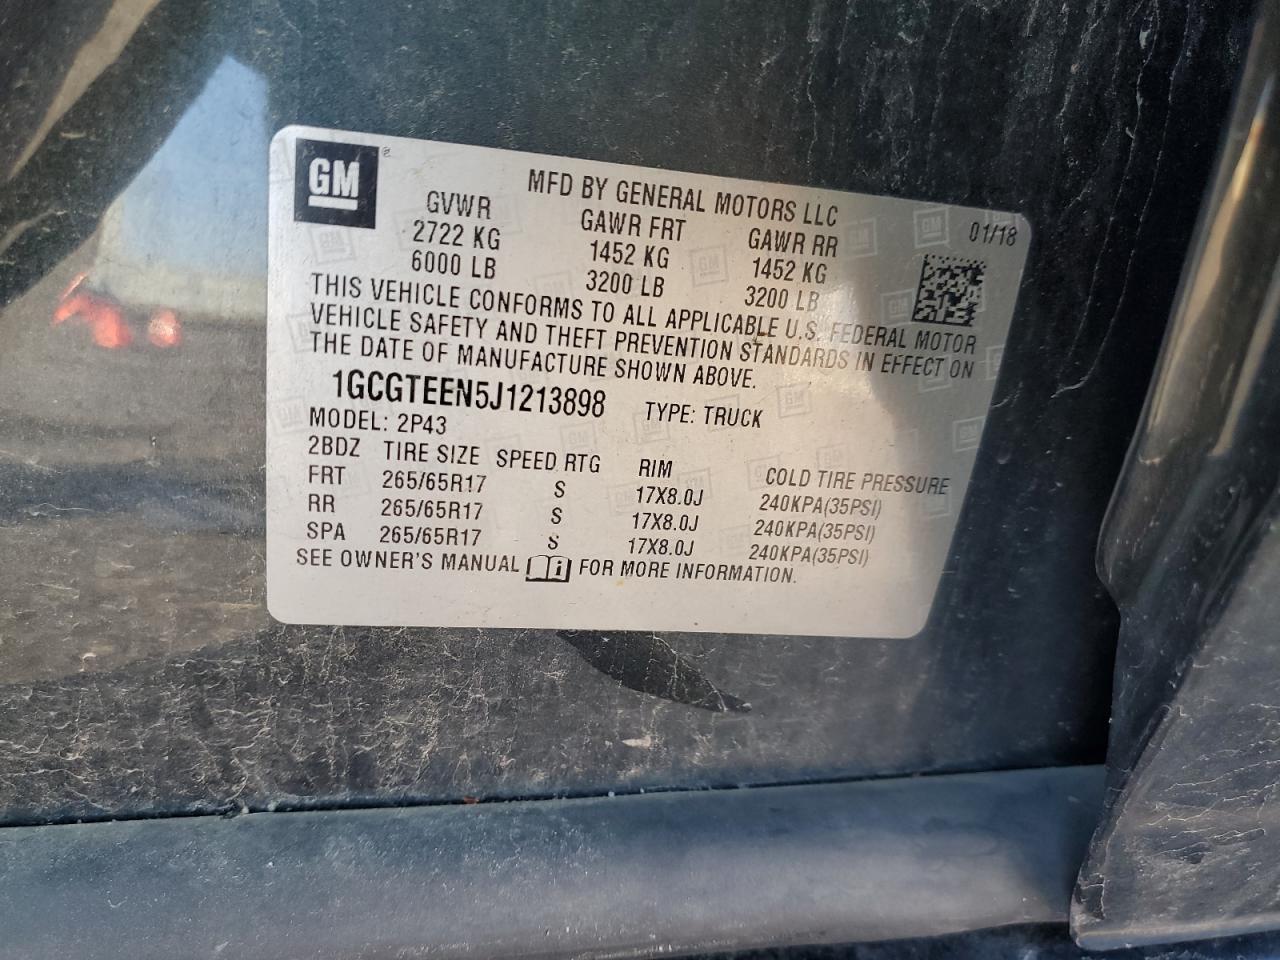 GM ®
MFD BY GENERAL MOTORS LLC
GVWR GAWR FRT GAWR RR 01/18
2722 KG 1452 KG 1452 KG
6000 LB 3200 LB 3200 LB
THIS VEHICLE CONFORMS TO ALL APPLICABLE U.S. FEDERAL MOTOR
VEHICLE SAFETY AND THEFT PREVENTION STANDARDS IN EFFECT ON
THE DATE OF MANUFACTURE SHOWN ABOVE.
1GCGTEEN5J1213898 TYPE: TRUCK
MODEL: 2P43
2BDZ TIRE SIZE SPEED RTG RIM COLD TIRE PRESSURE
FRT 265/65R17 S 17X8.0J 240KPA(35PSI)
RR 265/65R17 S 17X8.0J 240KPA(35PSI)
SPA 265/65R17 S 17X8.0J 240KPA(35PSI)
SEE OWNER'S MANUAL i FOR MORE INFORMATION.